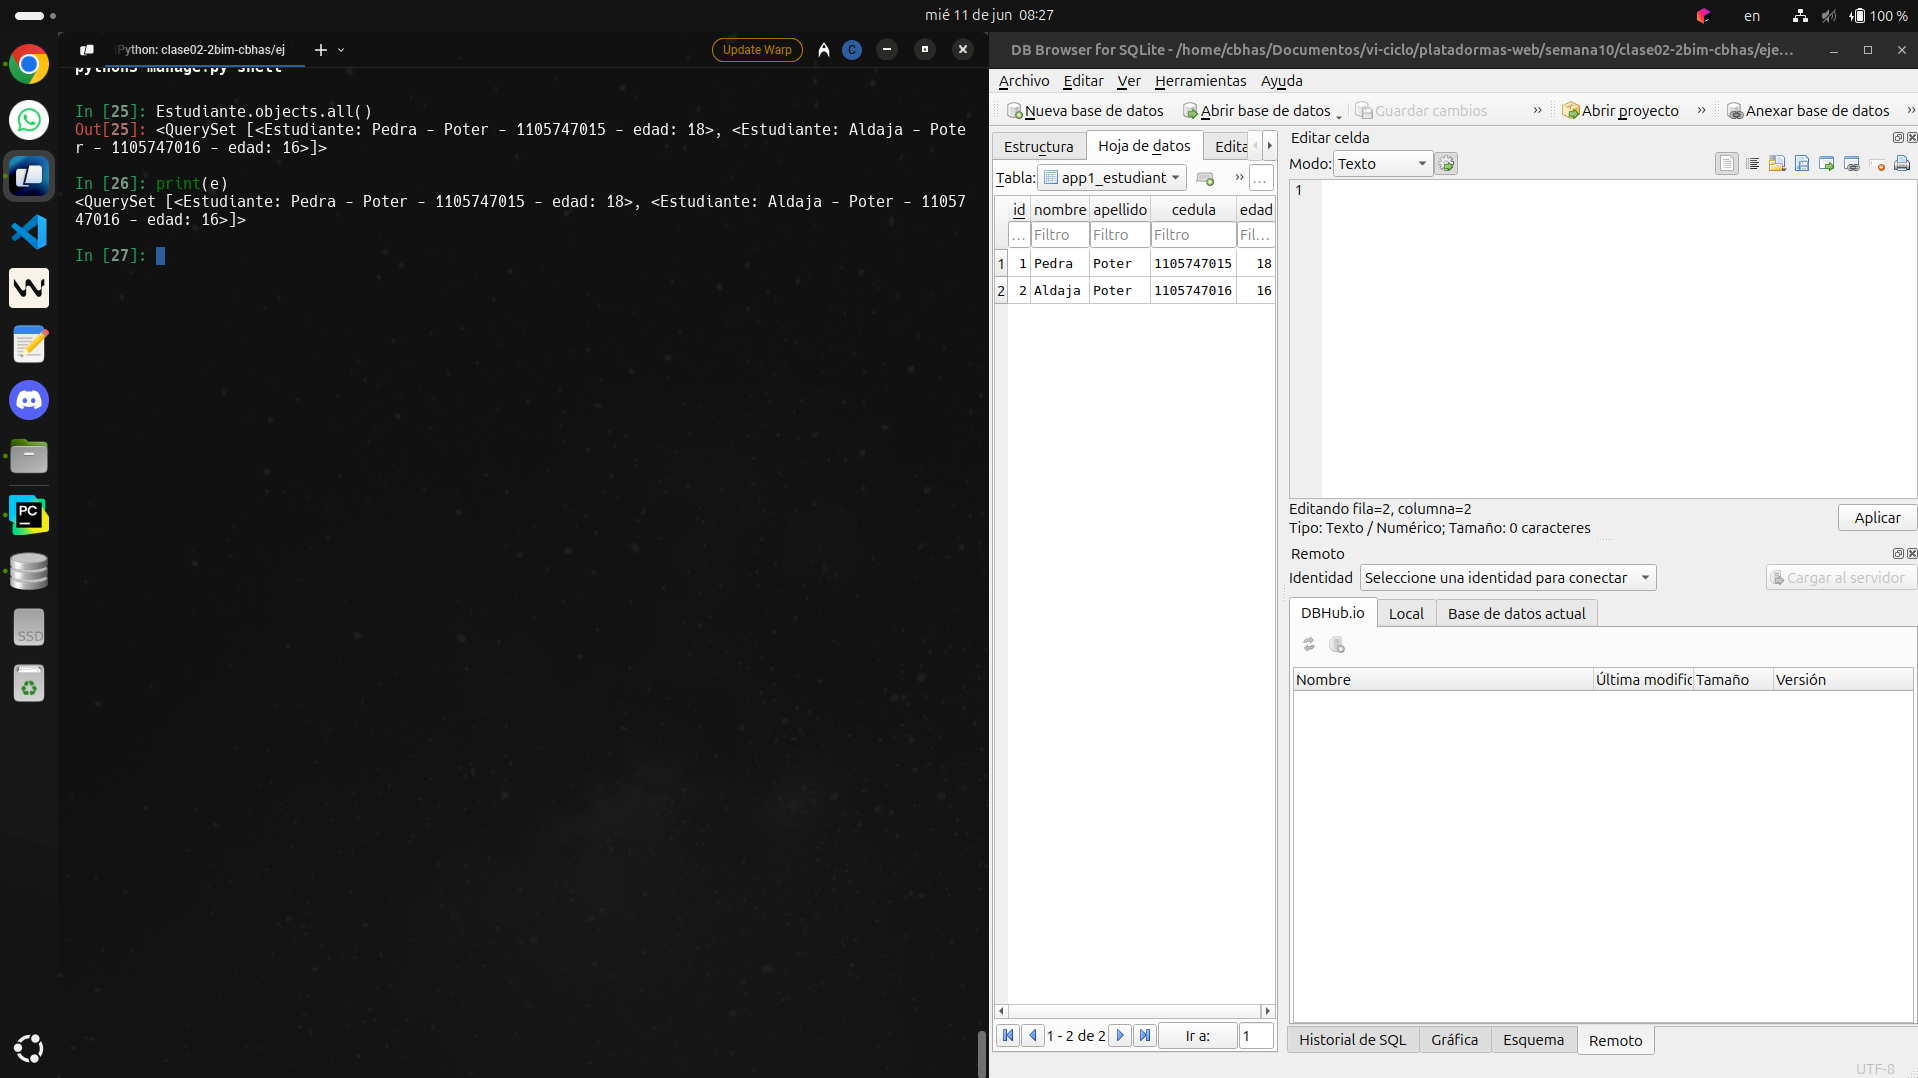 mié 11 de jun 08:27
en
100 %
IPython: clase02-2bim-cbhas/ej
Update Warp
C
python3 manage.py shell
In [25]: Estudiante.objects.all()
Out[25]: <QuerySet [<Estudiante: Pedra - Poter - 1105747015 - edad: 18>, <Estudiante: Aldaja - Pote
r - 1105747016 - edad: 16>]>
In [26]: print(e)
<QuerySet [<Estudiante: Pedra - Poter - 1105747015 - edad: 18>, <Estudiante: Aldaja - Poter - 11057
47016 - edad: 16>]>
In [27]:
PC
SSD
DB Browser for SQLite - /home/cbhas/Documentos/vi-ciclo/platadormas-web/semana10/clase02-2bim-cbhas/eje...
Archivo Editar Ver Herramientas Ayuda
Nueva base de datos Abrir base de datos Guardar cambios » Abrir proyecto » Anexar base de datos »
Estructura Hoja de datos Edita
Tabla: app1_estudiant » ...
id nombre apellido cedula edad
... Filtro Filtro Filtro Fil...
1 1 Pedra Poter 1105747015 18
2 2 Aldaja Poter 1105747016 16
1 - 2 de 2 Ir a: 1
Editar celda
Modo: Texto
1
Editando fila=2, columna=2
Tipo: Texto / Numérico; Tamaño: 0 caracteres
Aplicar
Remoto
Identidad Seleccione una identidad para conectar Cargar al servidor
DBHub.io Local Base de datos actual
Nombre Última modific Tamaño Versión
Historial de SQL Gráfica Esquema Remoto
UTF-8